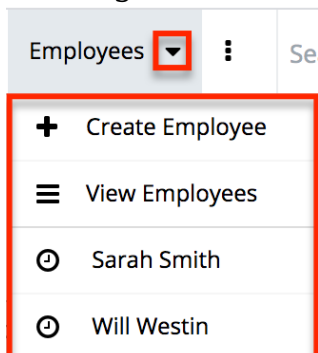 Employees
Se
Create Employee
View Employees
Sarah Smith
Will Westin